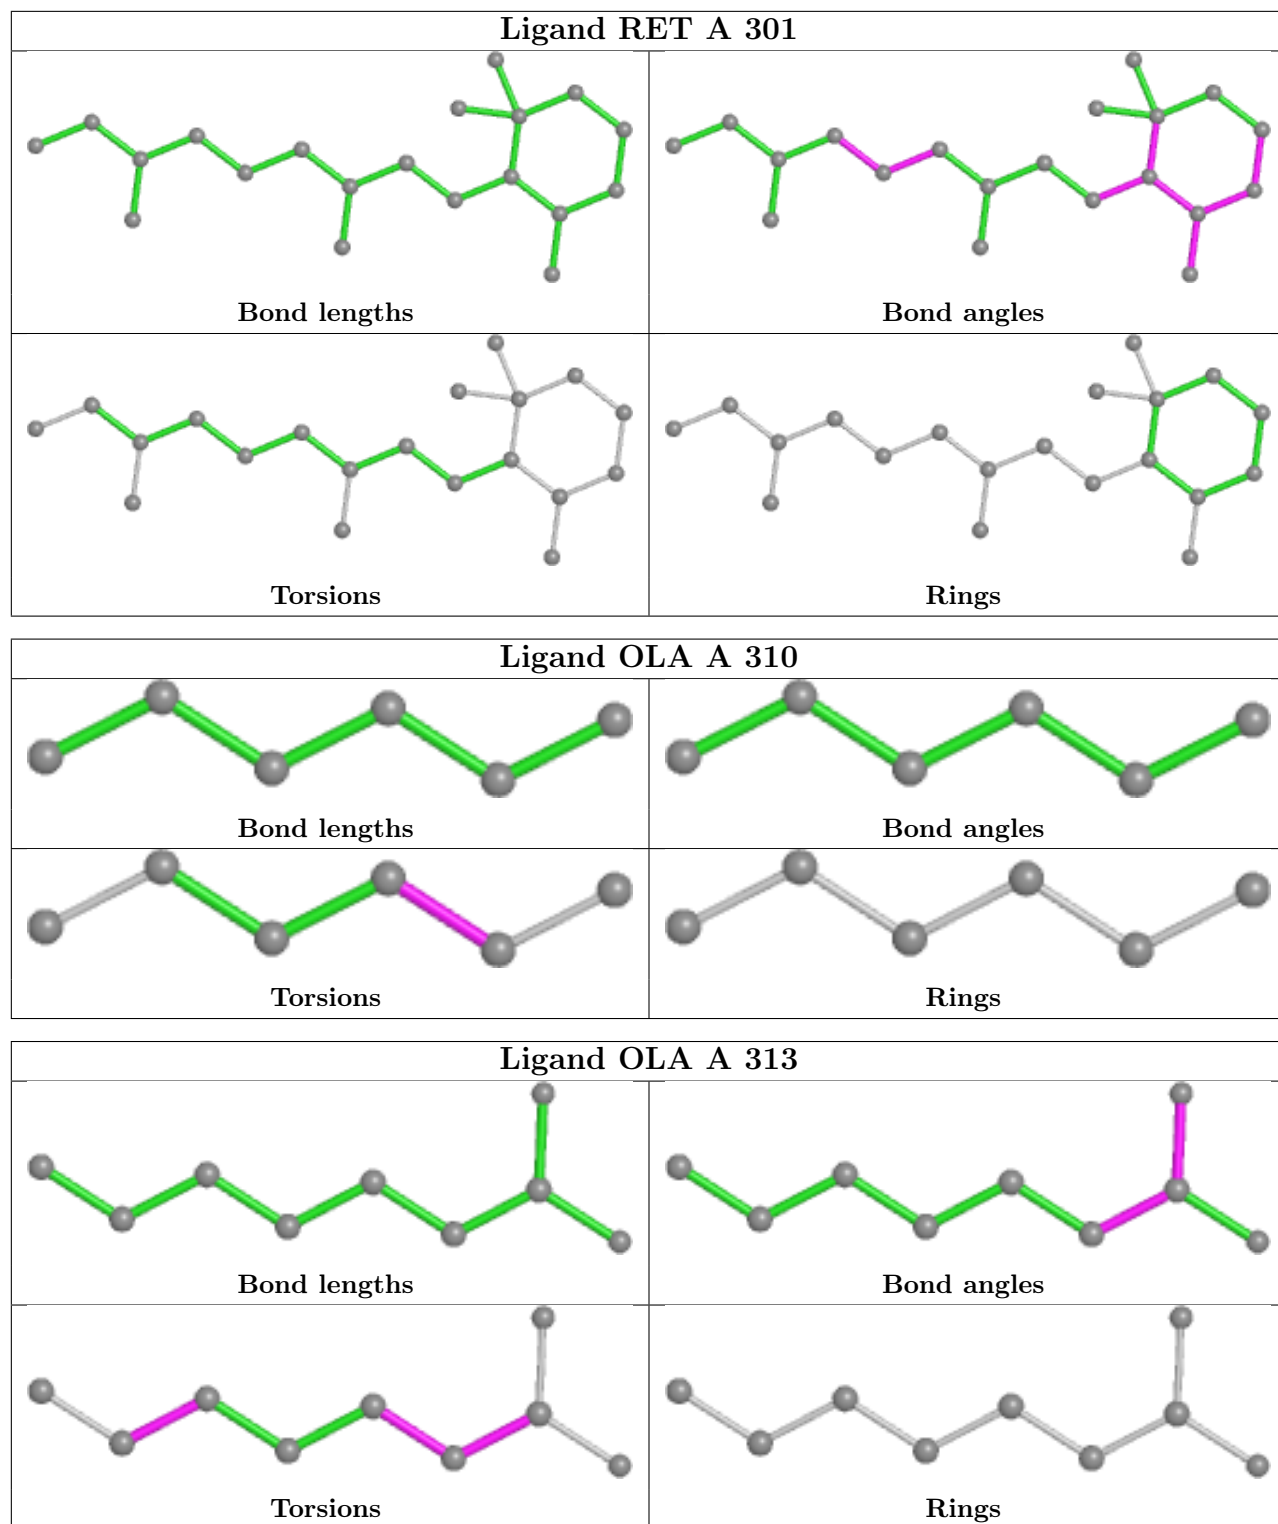 Ligand RET A 301
Bond lengths
Bond angles
Torsions
Rings
Ligand OLA A 310
Bond lengths
Bond angles
Torsions
Rings
Ligand OLA A 313
Bond lengths
Bond angles
Torsions
Rings